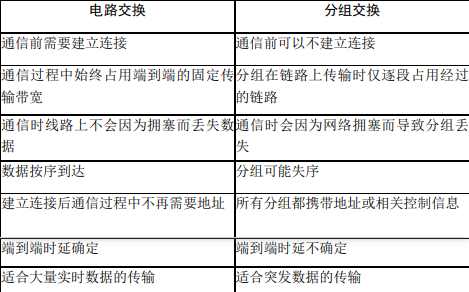 电路交换
分组交换
通信前需要建立连接
通信前可以不建立连接
通信过程中始终占用端到端的固定传
输带宽
分组在链路上传输时仅逐段占用经过
的链路
通信时线路上不会因为拥塞而丢失数
据
通信时会因为网络拥塞而导致分组丢
失
数据按序到达
分组可能失序
建立连接后通信过程中不再需要地址
所有分组都携带地址或相关控制信息
端到端时延确定
端到端时延不确定
适合大量实时数据的传输
适合突发数据的传输